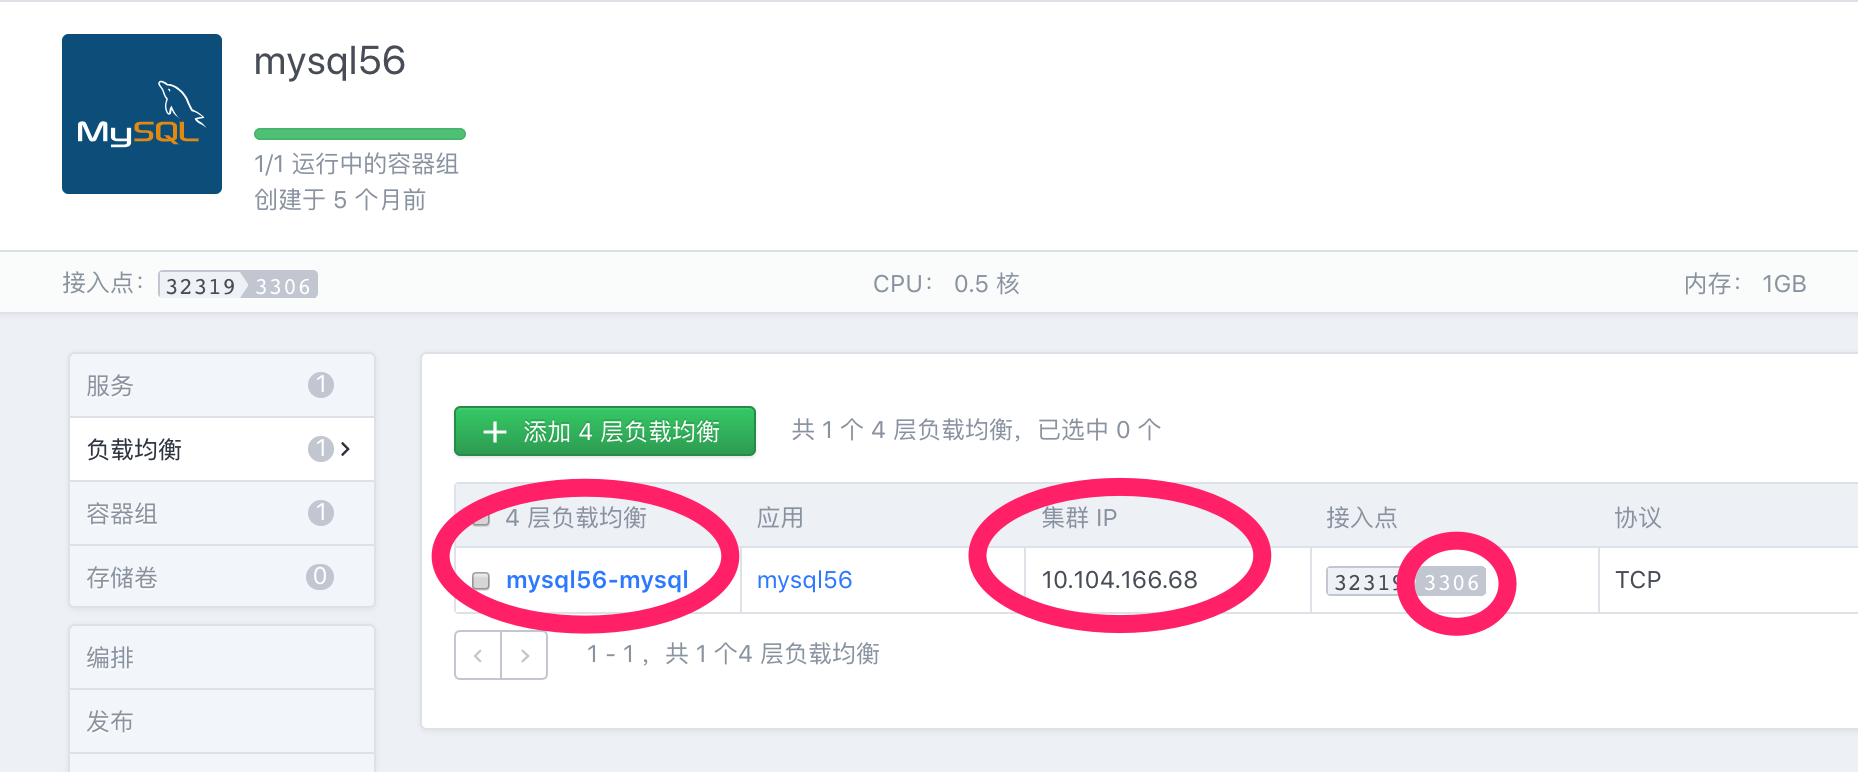 MySQL
mysql56
1/1 运行中的容器组
创建于 5 个月前
接入点： 32319 3306
CPU： 0.5 核
内存： 1GB
服务 1
负载均衡 1
容器组 1
存储卷 0
编排
发布
添加 4 层负载均衡
共 1 个 4 层负载均衡，已选中 0 个
4 层负载均衡 应用 集群 IP 接入点 协议
mysql56-mysql mysql56 10.104.166.68 32319 3306 TCP
1 - 1 ，共 1 个4 层负载均衡